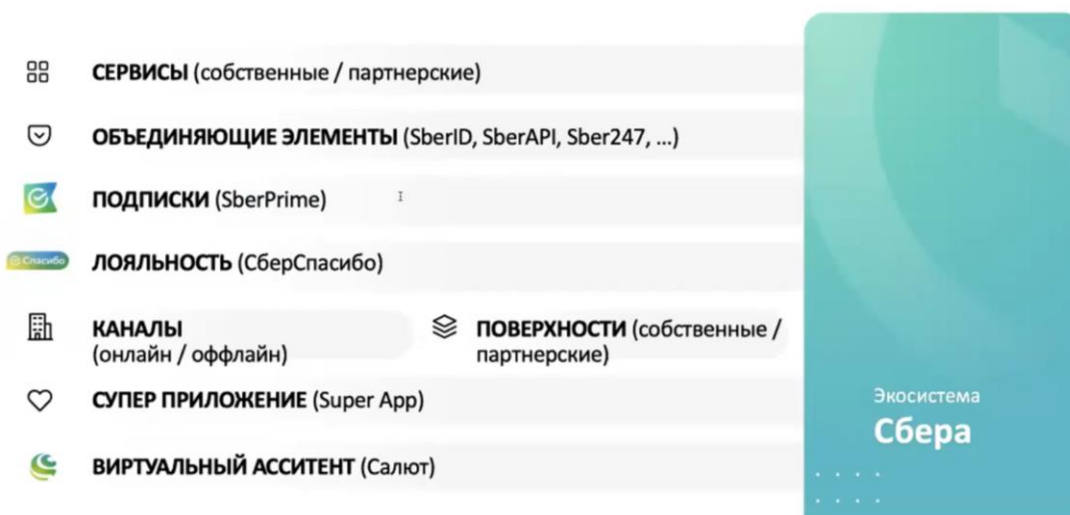 СЕРВИСЫ (собственные / партнерские)
ОБЪЕДИНЯЮЩИЕ ЭЛЕМЕНТЫ (SberID, SberAPI, Sber247, ...)
ПОДПИСКИ (SberPrime)
Спасибо
ЛОЯЛЬНОСТЬ (СберСпасибо)
КАНАЛЫ
(онлайн / оффлайн)
ПОВЕРХНОСТИ (собственные /
партнерские)
СУПЕР ПРИЛОЖЕНИЕ (Super App)
ВИРТУАЛЬНЫЙ АССИТЕНТ (Салют)
Экосистема
Сбера